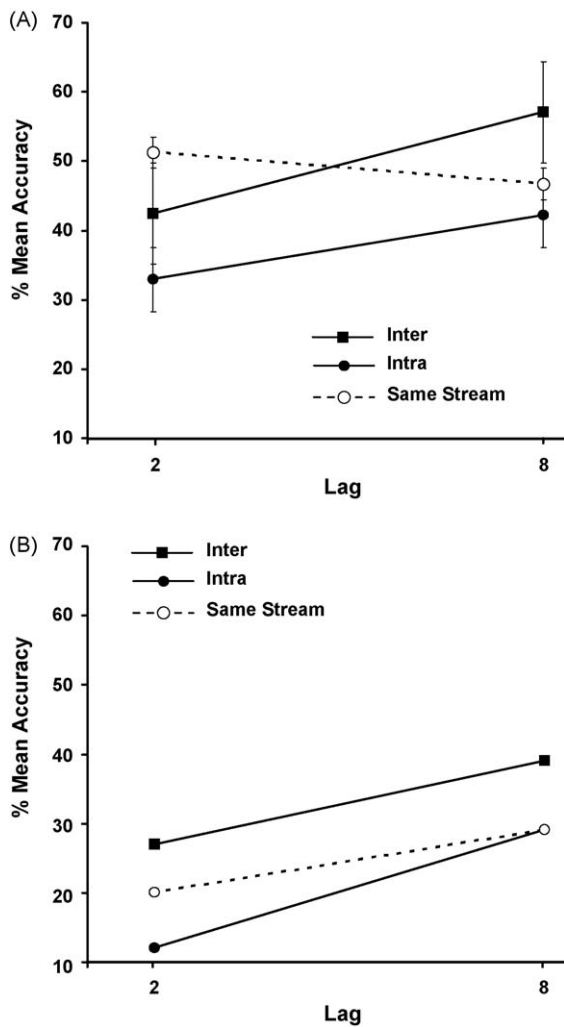 (A)
70
60
50
40
30
20
10
% Mean Accuracy
Inter
Intra
Same Stream
2
8
Lag
(B)
70
60
50
40
30
20
10
% Mean Accuracy
Inter
Intra
Same Stream
2
8
Lag